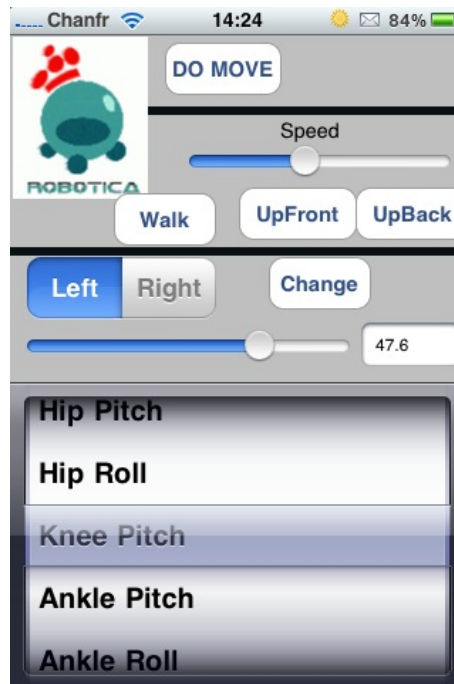 Chanfr 14:24 84%
DO MOVE
Speed
ROBOTICA
Walk UpFront UpBack
Left Right Change
47.6
Hip Pitch
Hip Roll
Knee Pitch
Ankle Pitch
Ankle Roll